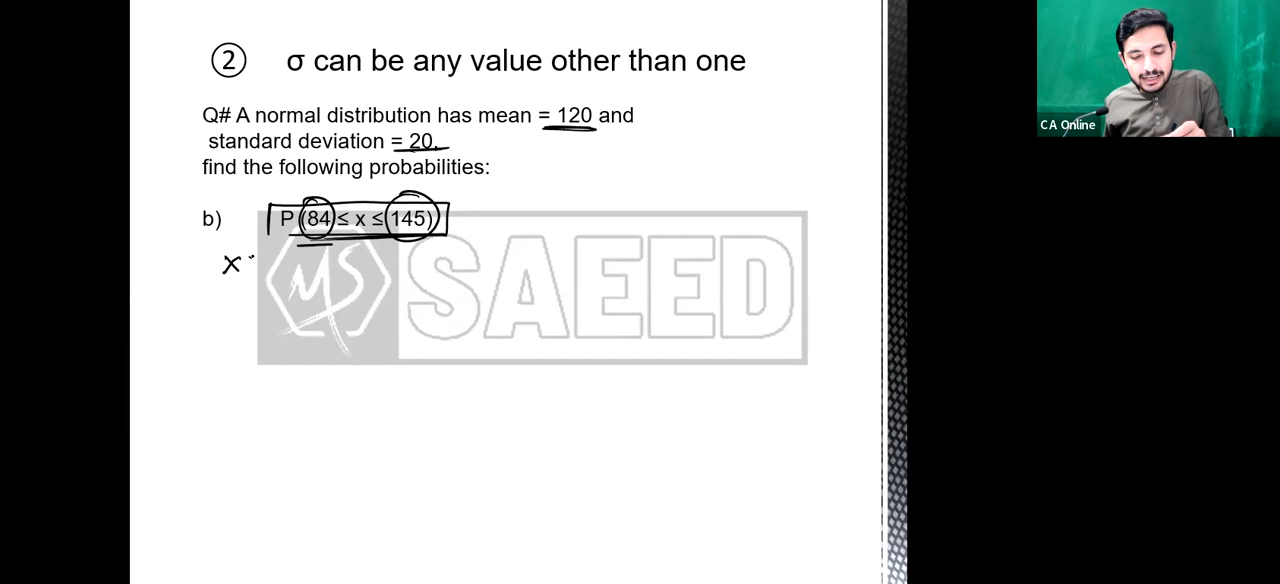 ② σ can be any value other than one
Q# A normal distribution has mean = 120 and
standard deviation = 20,
find the following probabilities:
b) P (84 ≤ x ≤ 145)
x
MS SAEED
CA Online